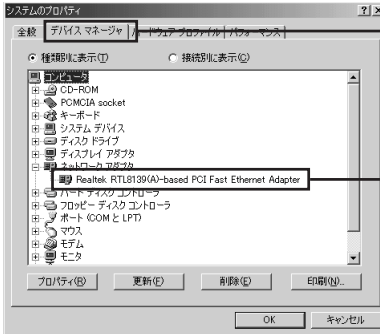 システムのプロパティ
全般
デバイス マネージャ
ハードウェア プロファイル
パフォーマンス
種類別に表示(T)
接続別に表示(C)
コンピュータ
CD-ROM
PCMCIA socket
キーボード
システム デバイス
ディスク ドライブ
ディスプレイ アダプタ
ネットワーク アダプタ
Realtek RTL8139(A)-based PCI Fast Ethernet Adapter
ハード ディスク コントローラ
フロッピー ディスク コントローラ
ポート (COM と LPT)
マウス
モデム
モニタ
プロパティ(R)
更新(F)
削除(E)
印刷(N)...
OK
キャンセル